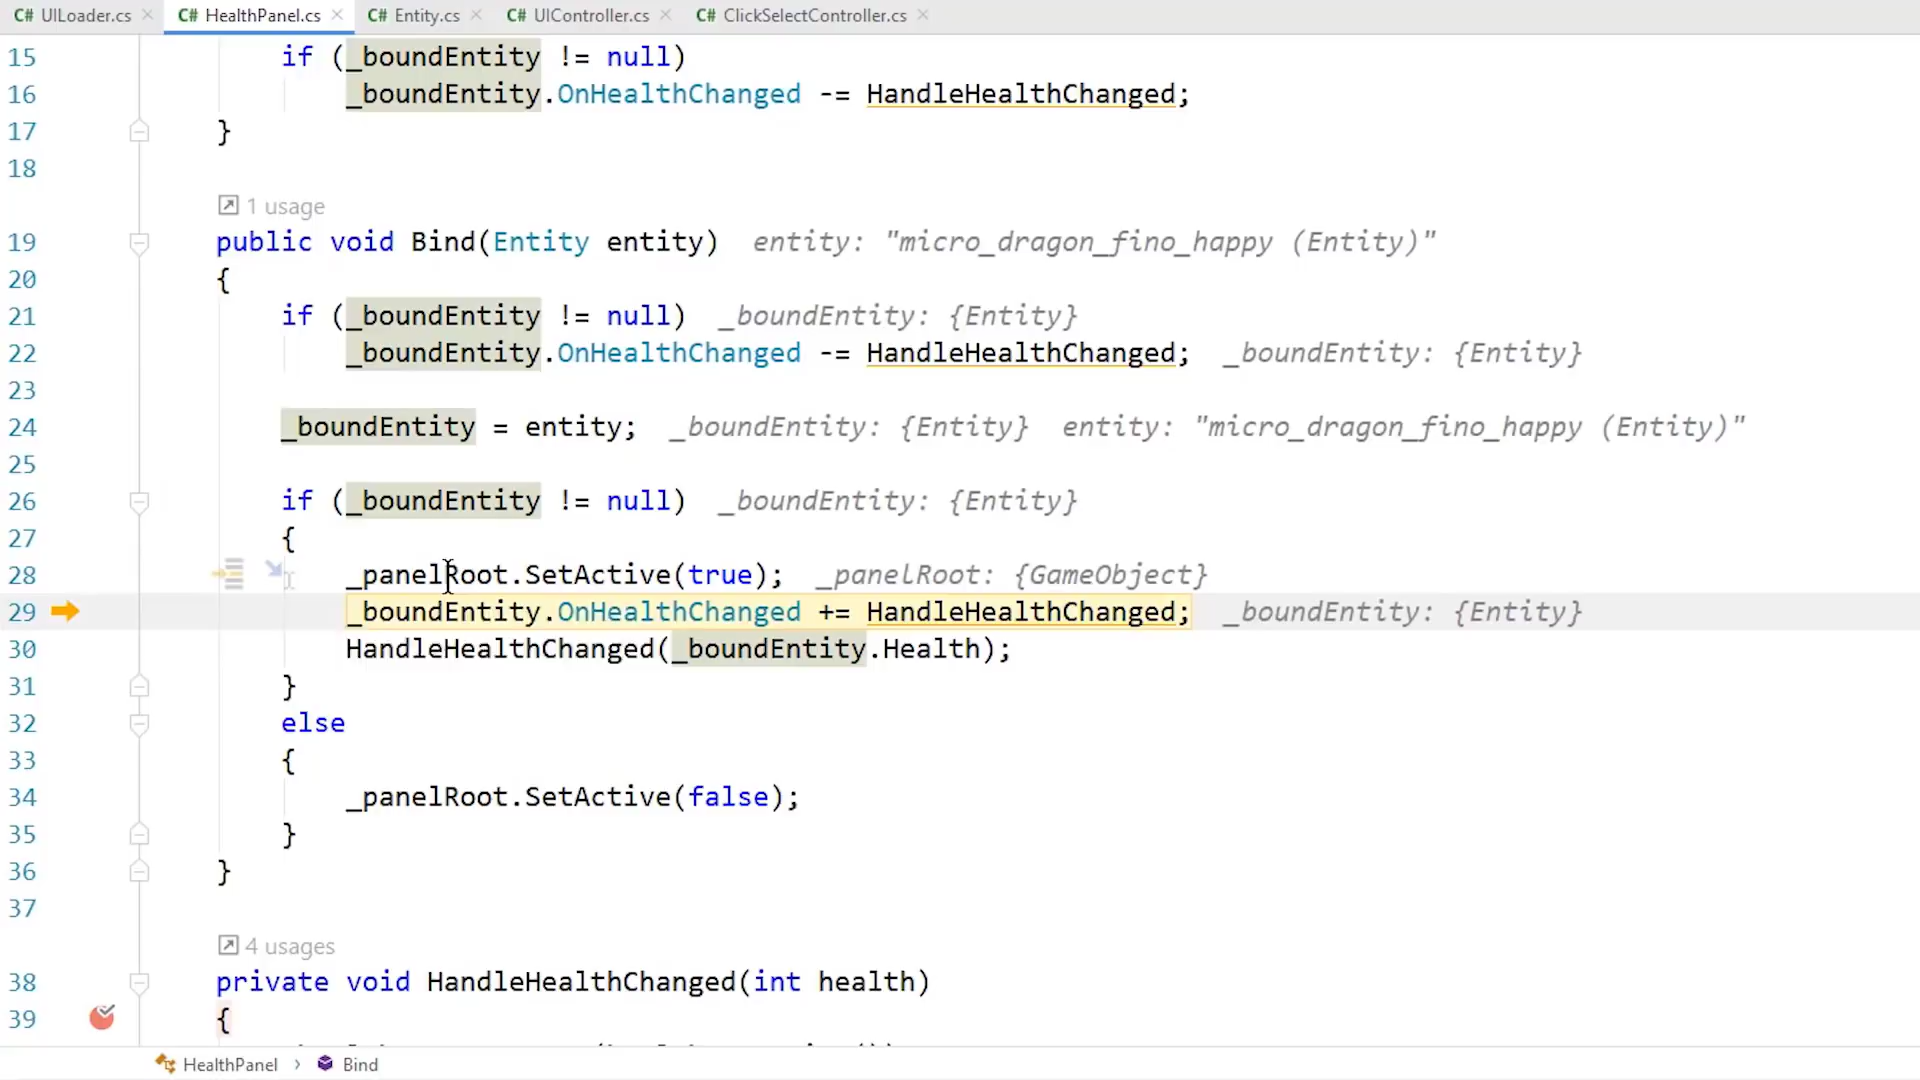 C# UILoader.cs × C# HealthPanel.cs × C# Entity.cs × C# UIController.cs × C# ClickSelectController.cs ×
15 if (_boundEntity != null)
16 _boundEntity.OnHealthChanged -= HandleHealthChanged;
17 }
18
1 usage
19 public void Bind(Entity entity) entity: "micro_dragon_fino_happy (Entity)"
20 {
21 if (_boundEntity != null) _boundEntity: {Entity}
22 _boundEntity.OnHealthChanged -= HandleHealthChanged; _boundEntity: {Entity}
23
24 _boundEntity = entity; _boundEntity: {Entity} entity: "micro_dragon_fino_happy (Entity)"
25
26 if (_boundEntity != null) _boundEntity: {Entity}
27 {
28 _panelRoot.SetActive(true); _panelRoot: {GameObject}
29 _boundEntity.OnHealthChanged += HandleHealthChanged; _boundEntity: {Entity}
30 HandleHealthChanged(_boundEntity.Health);
31 }
32 else
33 {
34 _panelRoot.SetActive(false);
35 }
36 }
37
4 usages
38 private void HandleHealthChanged(int health)
39 {
HealthPanel › Bind